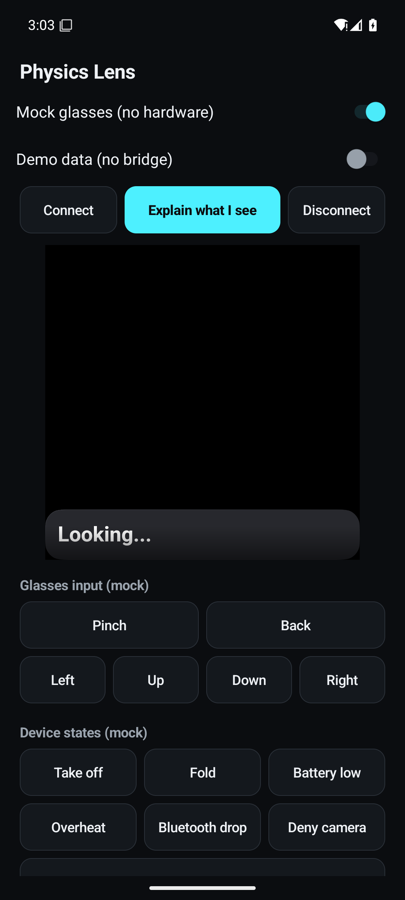 3:03
Physics Lens
Mock glasses (no hardware)
Demo data (no bridge)
Connect
Explain what I see
Disconnect
Looking...
Glasses input (mock)
Pinch
Back
Left
Up
Down
Right
Device states (mock)
Take off
Fold
Battery low
Overheat
Bluetooth drop
Deny camera